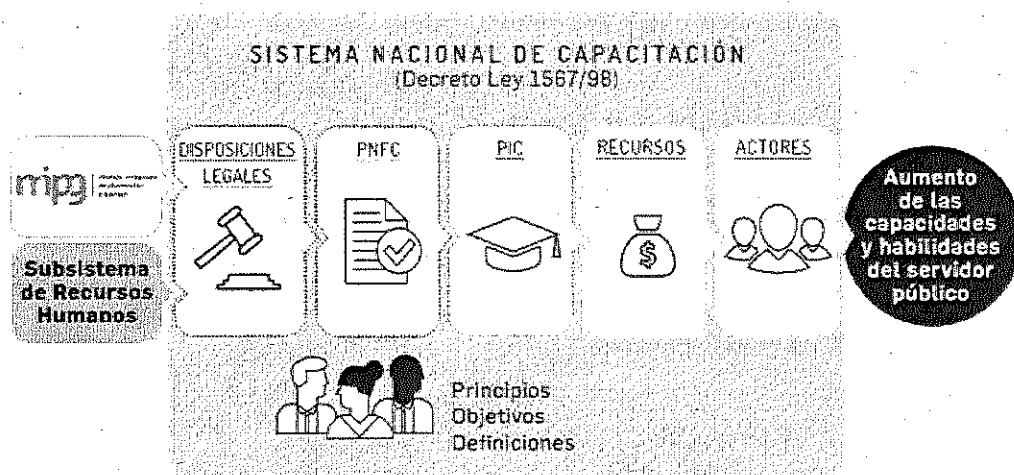 SISTEMA NACIONAL DE CAPACITACIÓN
(Decreto Ley 1567/98)
mipg
Subsistema
de Recursos
Humanos
DISPOSICIONES
LEGALES
PNFC
PIC
RECURSOS
$
ACTORES
Aumento
de las
capacidades
y habilidades
del servidor
público
Principios
Objetivos
Definiciones